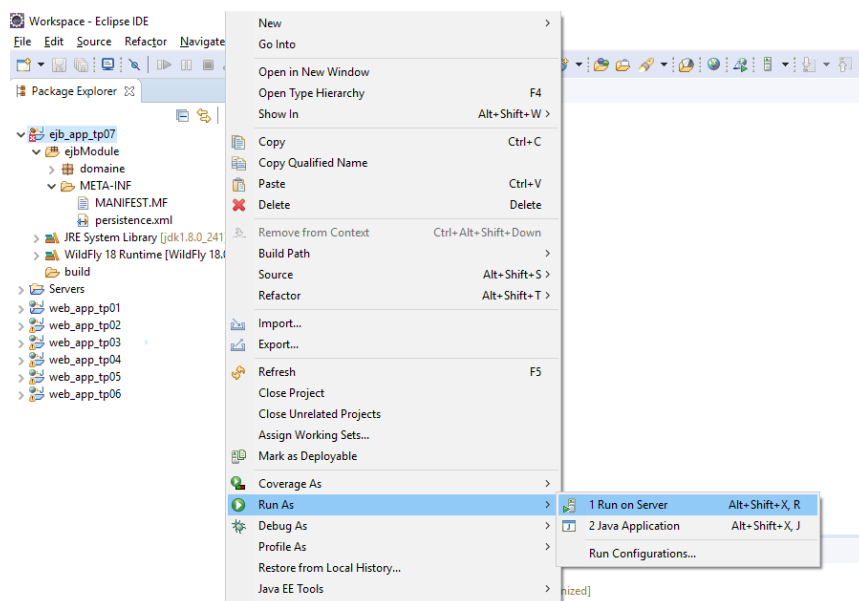 Workspace - Eclipse IDE
File Edit Source Refactor Navigate
Package Explorer
ejb_app_tp07
ejbModule
domaine
META-INF
MANIFEST.MF
persistence.xml
JRE System Library [jdk1.8.0_241]
WildFly 18 Runtime [WildFly 18.0
build
Servers
web_app_tp01
web_app_tp02
web_app_tp03
web_app_tp04
web_app_tp05
web_app_tp06
New
Go Into
Open in New Window
Open Type Hierarchy F4
Show In Alt+Shift+W >
Copy Ctrl+C
Copy Qualified Name
Paste Ctrl+V
Delete Delete
Remove from Context Ctrl+Alt+Shift+Down
Build Path
Source Alt+Shift+S >
Refactor Alt+Shift+T >
Import...
Export...
Refresh F5
Close Project
Close Unrelated Projects
Assign Working Sets...
Mark as Deployable
Coverage As
Run As
Debug As
Profile As
Restore from Local History...
Java EE Tools
1 Run on Server Alt+Shift+X, R
2 Java Application Alt+Shift+X, J
Run Configurations...
nized]